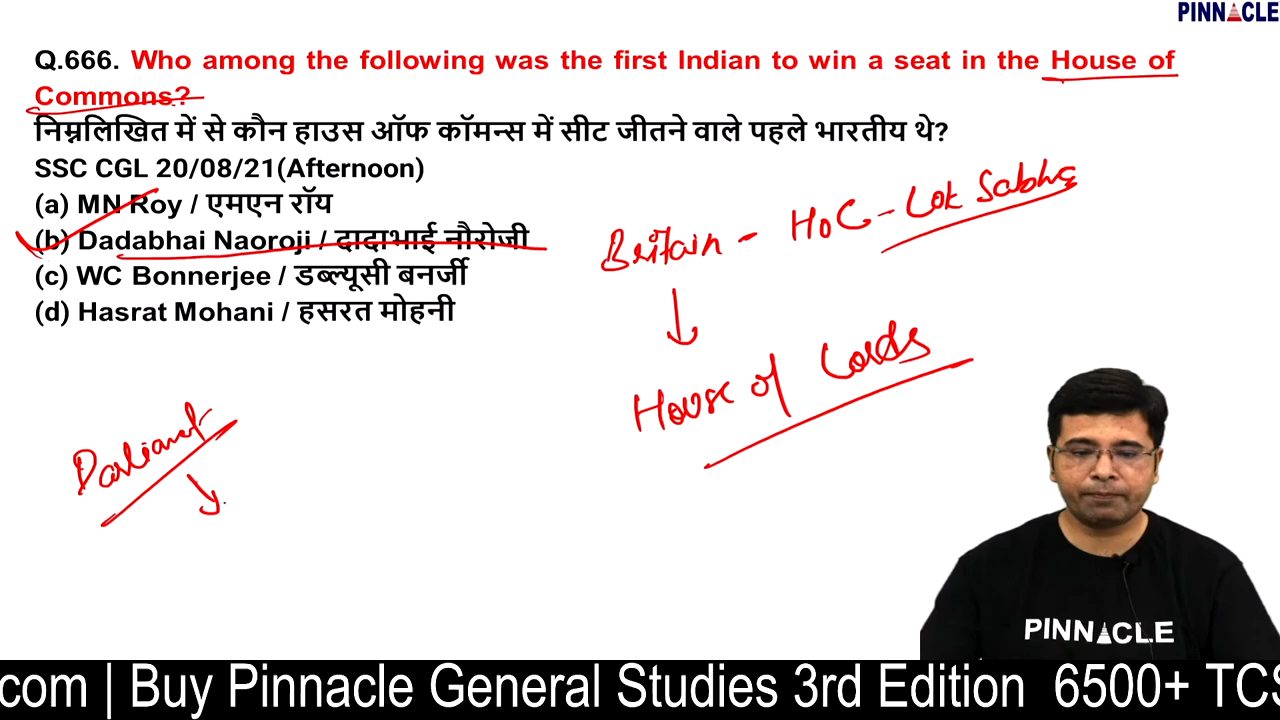 PINNACLE
Q.666. Who among the following was the first Indian to win a seat in the House of
Commons?
निम्नलिखित में से कौन हाउस ऑफ कॉमन्स में सीट जीतने वाले पहले भारतीय थे?
SSC CGL 20/08/21(Afternoon)
(a) MN Roy / एमएन रॉय
(b) Dadabhai Naoroji / दादाभाई नौरोजी
(c) WC Bonnerjee / डब्ल्यूसी बनर्जी
(d) Hasrat Mohani / हसरत मोहनी
Britain - HoC - Lok Sabha
House of Lords
Parliament
PINNACLE
.com | Buy Pinnacle General Studies 3rd Edition 6500+ TCS